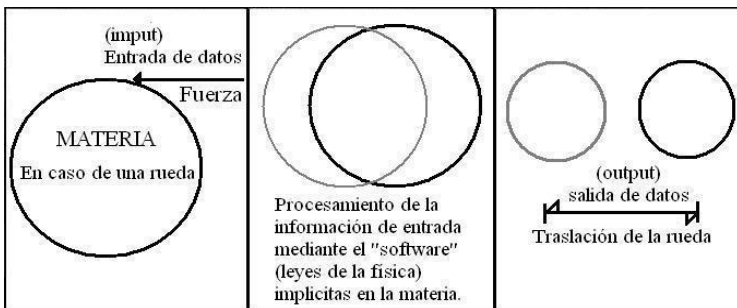 (imput)
Entrada de datos
Fuerza
MATERIA
En caso de una rueda
Procesamiento de la
información de entrada
mediante el "software"
(leyes de la física)
implicitas en la materia.
(output)
salida de datos
Traslación de la rueda